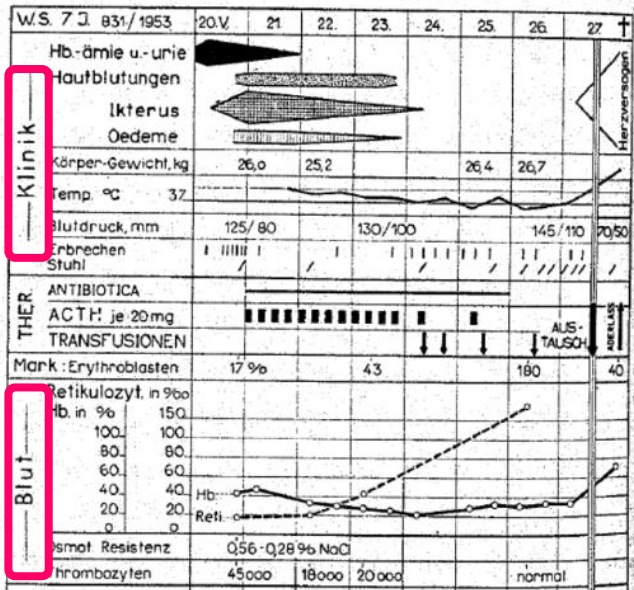 W.S. 7 J. 831/1953 20.V. 21. 22. 23. 24. 25. 26. 27. †
Hb.-ämie u.-urie
Hautblutungen
Ikterus
Oedeme
Herzversagen
Klinik
Körper-Gewicht, kg 26,0 25,2 26,4 26,7
Temp. °C 37
Blutdruck, mm 125/80 130/100 145/110 70/50
Erbrechen
Stuhl
THER
ANTIBIOTICA
ACTH je 20 mg
TRANSFUSIONEN
AUS-
TAUSCH
ADERLASS
Mark: Erythroblasten 17% 43 180 40
Blut
Retikulozyt. in ‰
Hb. in % 150
100 100
80 80
60 60
40 40 Hb.
20 20 Reti.
Osmot. Resistenz 0,56-0,28 % NaCl
Thrombozyten 45000 18000 20000 normal